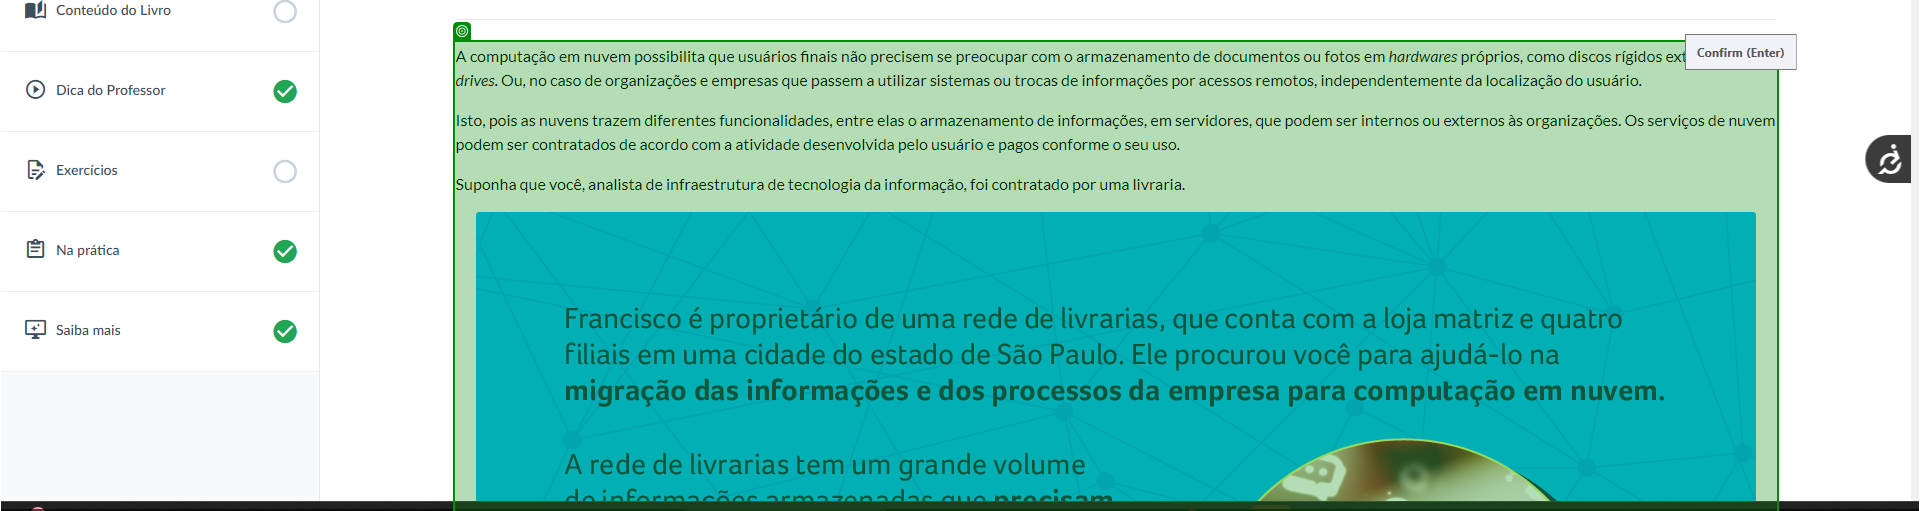 Conteúdo do Livro
Dica do Professor
Exercícios
Na prática
Saiba mais
A computação em nuvem possibilita que usuários finais não precisem se preocupar com o armazenamento de documentos ou fotos em hardwares próprios, como discos rígidos
Confirm (Enter)
drives. Ou, no caso de organizações e empresas que passem a utilizar sistemas ou trocas de informações por acessos remotos, independentemente da localização do usuário.
Isto, pois as nuvens trazem diferentes funcionalidades, entre elas o armazenamento de informações, em servidores, que podem ser internos ou externos às organizações. Os serviços de nuvem
podem ser contratados de acordo com a atividade desenvolvida pelo usuário e pagos conforme o seu uso.
Suponha que você, analista de infraestrutura de tecnologia da informação, foi contratado por uma livraria.
Francisco é proprietário de uma rede de livrarias, que conta com a loja matriz e quatro
filiais em uma cidade do estado de São Paulo. Ele procurou você para ajudá-lo na
migração das informações e dos processos da empresa para computação em nuvem.
A rede de livrarias tem um grande volume
de informações armazenadas que precisam